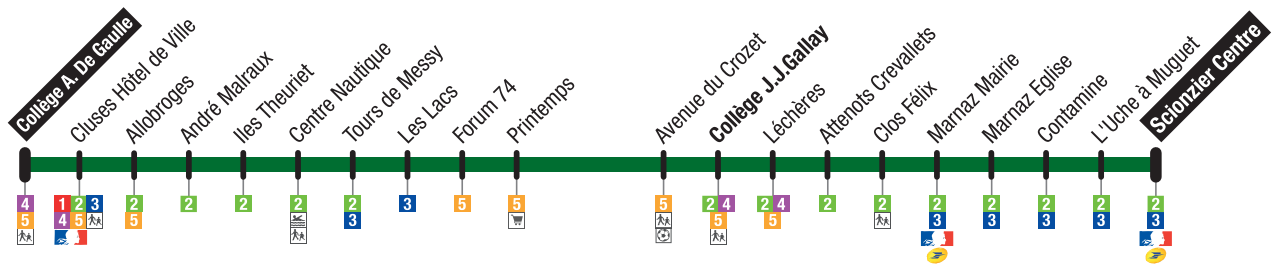 Collège A. De Gaulle
Cluses Hôtel de Ville
Allobroges
André Malraux
Iles Theuriet
Centre Nautique
Tours de Messy
Les Lacs
Forum 74
Printemps
Avenue du Crozet
Collège J.J.Gallay
Léchères
Attenots Crevallets
Clos Félix
Marnaz Mairie
Marnaz Eglise
Contamine
L'Uche à Muguet
Scionzier Centre
4 1 2 3 2 2 2 2 2 3 5 5 5 2 4 2 4 2 2 2 2 2 2 2
5 4 5 5 3 5 5 3 3 3 3 3